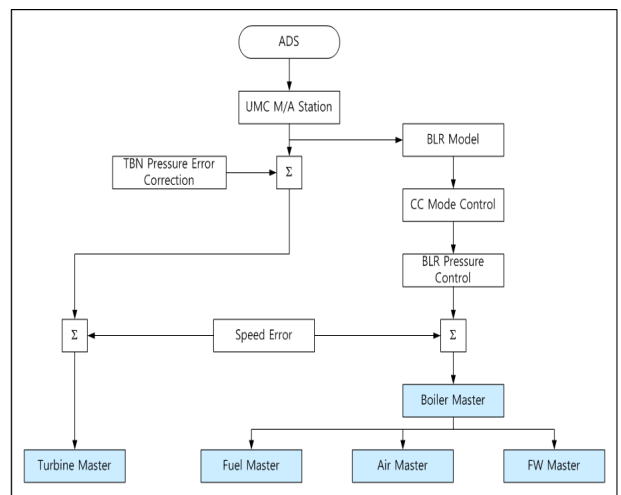 ADS
UMC M/A Station
BLR Model
TBN Pressure Error
Correction
Σ
CC Mode Control
BLR Pressure
Control
Σ
Speed Error
Σ
Boiler Master
Turbine Master
Fuel Master
Air Master
FW Master